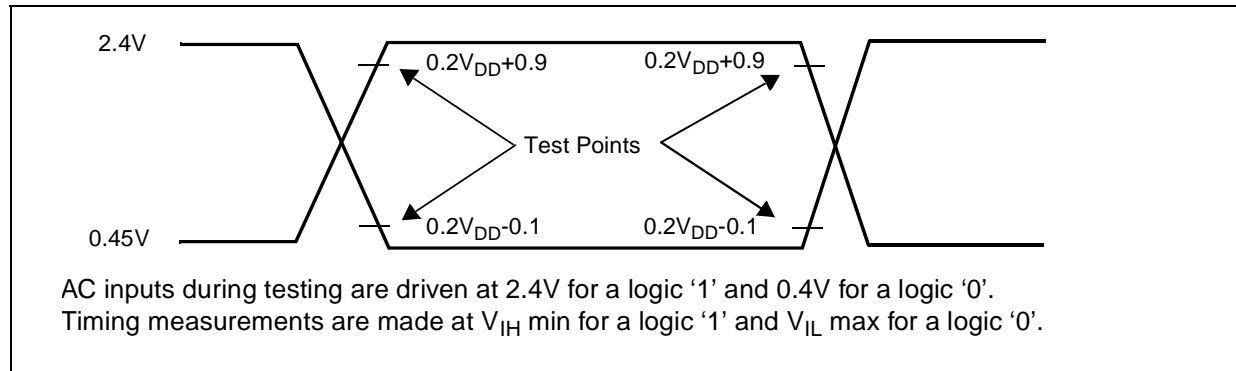 2.4V
0.2VDD+0.9 0.2VDD+0.9
Test Points
0.45V 0.2VDD-0.1 0.2VDD-0.1
AC inputs during testing are driven at 2.4V for a logic ‘1’ and 0.4V for a logic ‘0’.
Timing measurements are made at VIH min for a logic ‘1’ and VIL max for a logic ‘0’.